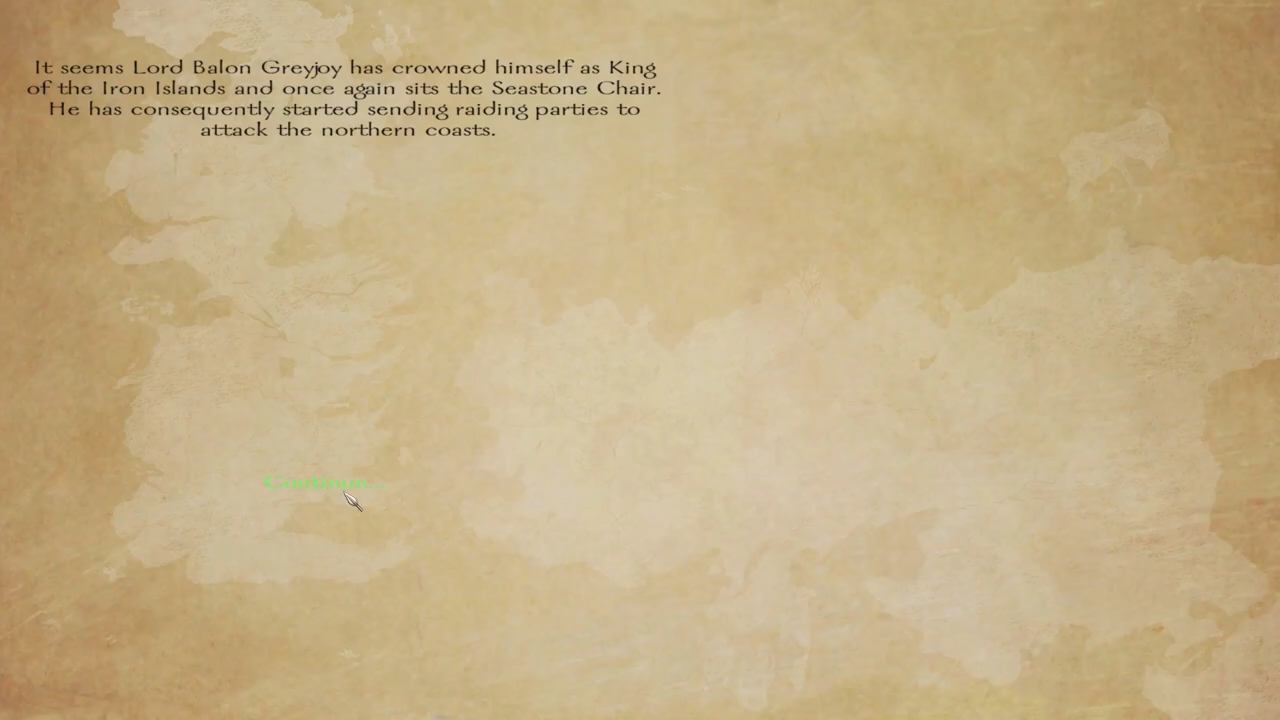 It seems Lord Balon Greyjoy has crowned himself as King
of the Iron Islands and once again sits the Seastone Chair.
He has consequently started sending raiding parties to
attack the northern coasts.
Continue...